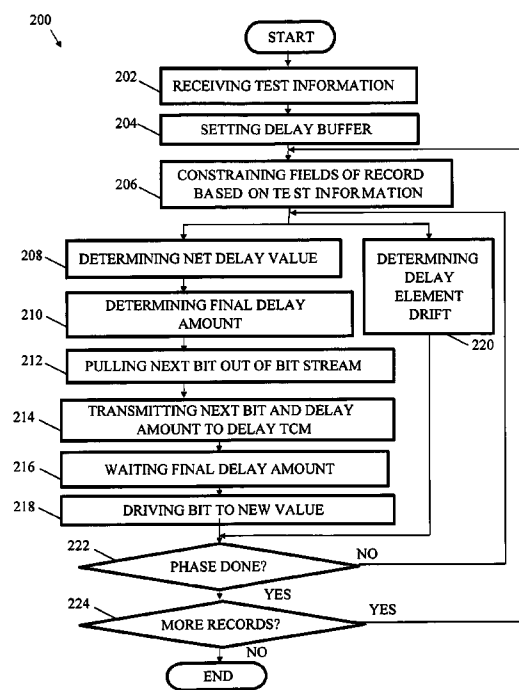 200
START
202
RECEIVING TEST INFORMATION
204
SETTING DELAY BUFFER
206
CONSTRAINING FIELDS OF RECORD
BASED ON TEST INFORMATION
208
DETERMINING NET DELAY VALUE
DETERMINING
DELAY
ELEMENT
DRIFT
220
210
DETERMINING FINAL DELAY
AMOUNT
212
PULLING NEXT BIT OUT OF BIT STREAM
214
TRANSMITTING NEXT BIT AND DELAY
AMOUNT TO DELAY TCM
216
WAITING FINAL DELAY AMOUNT
218
DRIVING BIT TO NEW VALUE
222
PHASE DONE?
NO
YES
224
MORE RECORDS?
YES
NO
END